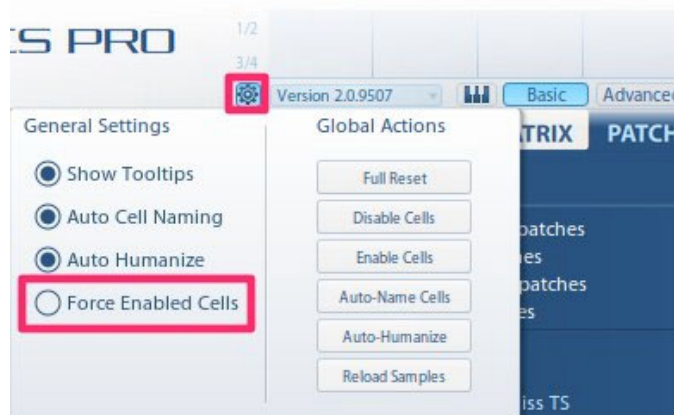 ES PRO
1/2
3/4
Version 2.0.9507
Basic
Advanced
General Settings
Show Tooltips
Auto Cell Naming
Auto Humanize
Force Enabled Cells
Global Actions
Full Reset
Disable Cells
Enable Cells
Auto-Name Cells
Auto-Humanize
Reload Samples
TRIX
PATCH
patches
es
patches
es
iss TS